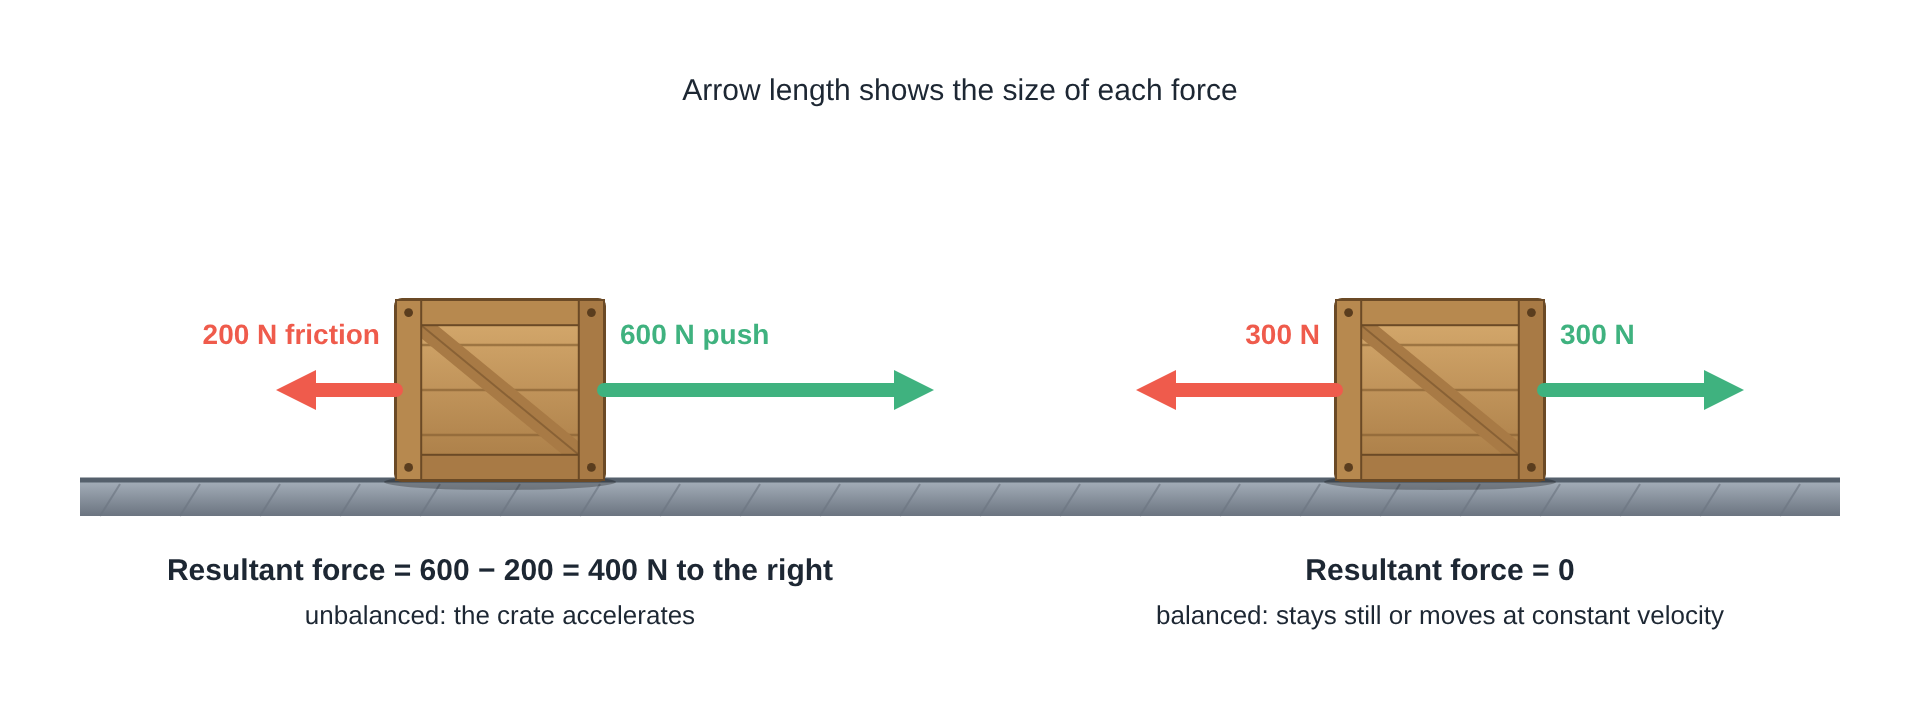 Arrow length shows the size of each force
200 N friction
600 N push
300 N
300 N
Resultant force = 600 − 200 = 400 N to the right
unbalanced: the crate accelerates
Resultant force = 0
balanced: stays still or moves at constant velocity